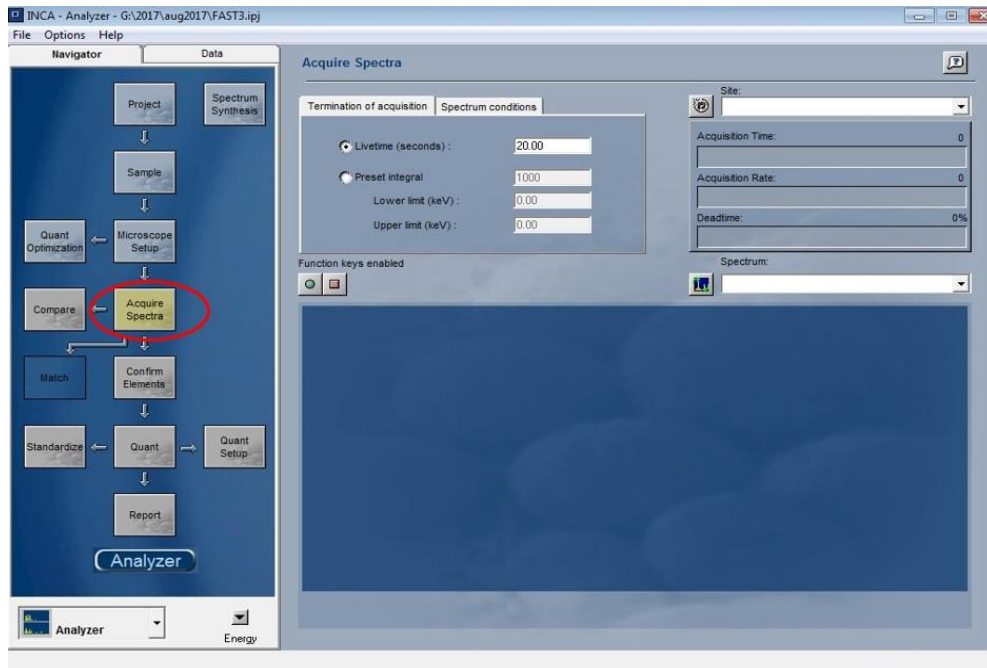 INCA - Analyzer - G:\2017\aug2017\FAST3.ipj
File Options Help
Navigator Data
Project
Spectrum
Synthesis
Sample
Quant
Optimization
Microscope
Setup
Compare
Acquire
Spectra
Match
Confirm
Elements
Standardize
Quant
Quant
Setup
Report
Analyzer
Analyzer
Energy
Acquire Spectra
Termination of acquisition Spectrum conditions
Livetime (seconds) : 20.00
Preset integral 1000
Lower limit (keV) : 0.00
Upper limit (keV) : 0.00
Function keys enabled
Site:
Acquisition Time: 0
Acquisition Rate: 0
Deadtime: 0%
Spectrum: